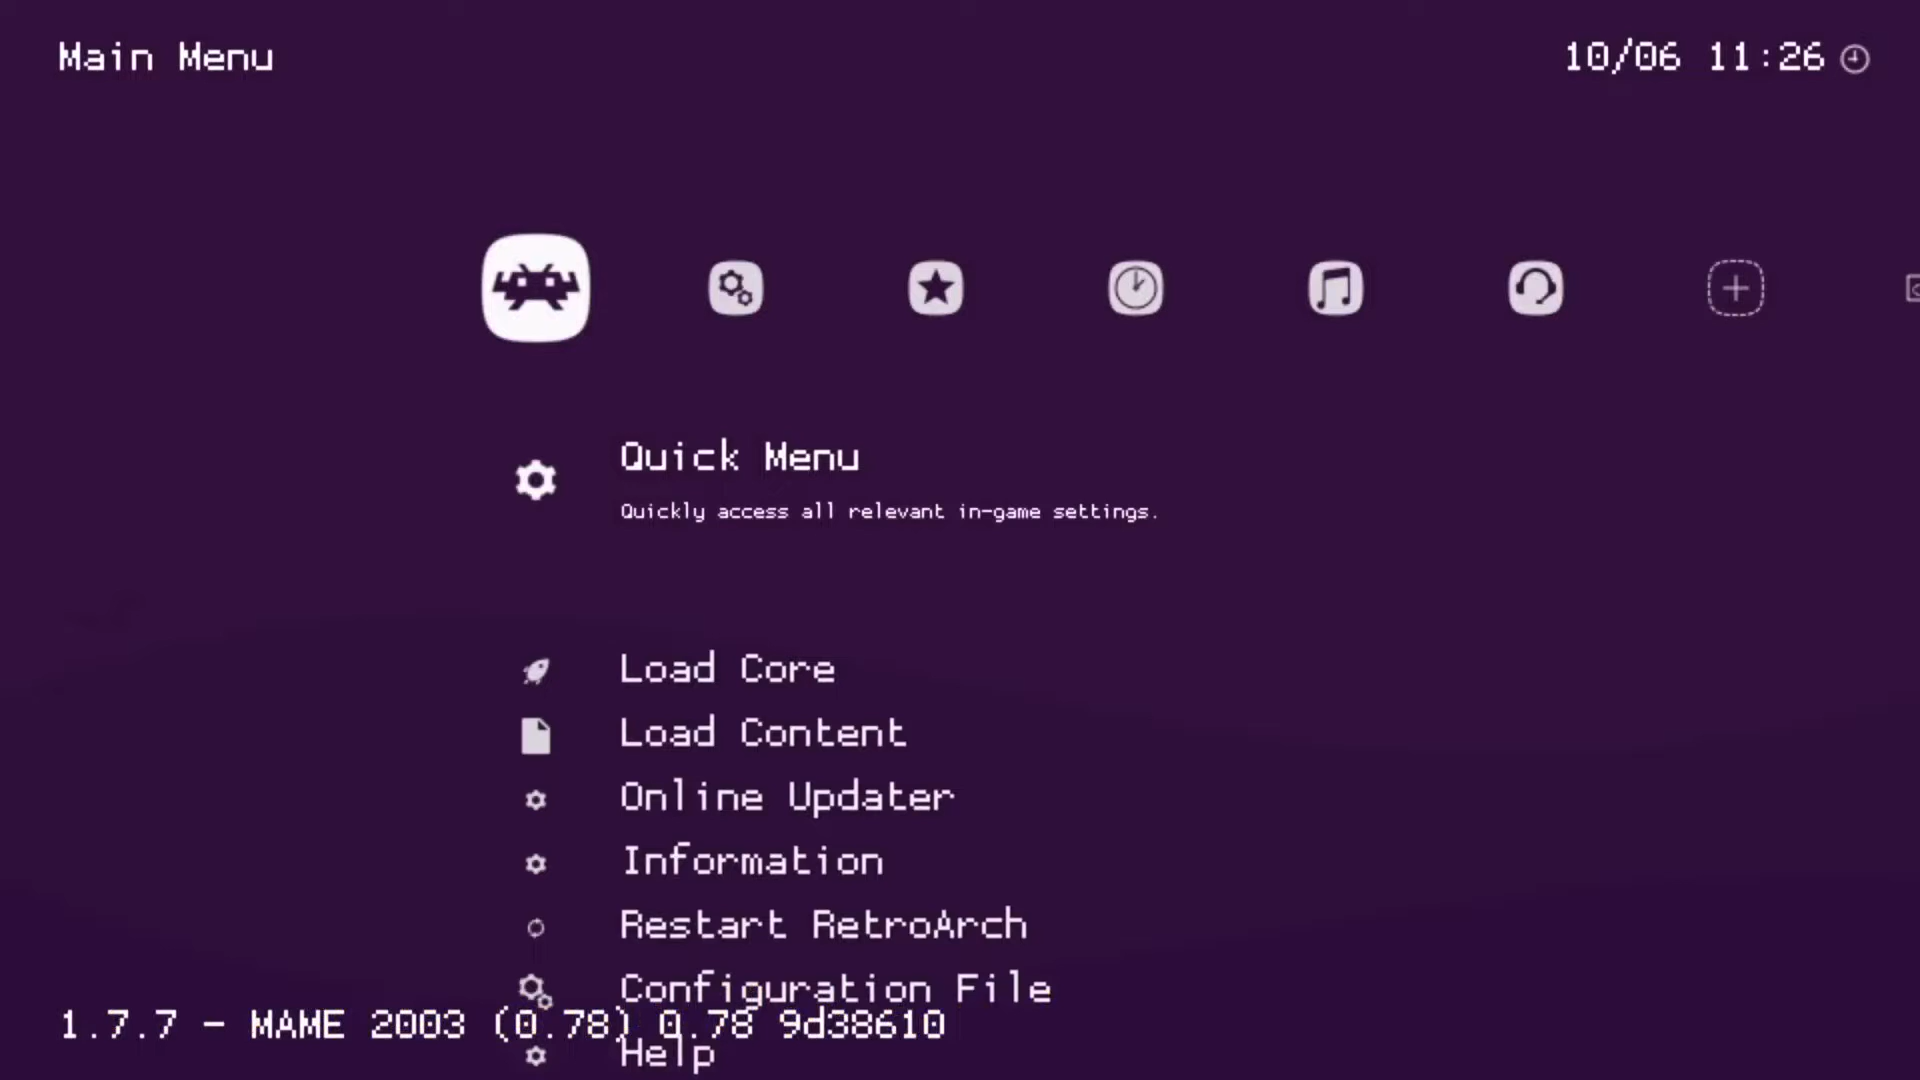 Main Menu
10/06 11:26
Quick Menu
Quickly access all relevant in-game settings.
Load Core
Load Content
Online Updater
Information
Restart RetroArch
Configuration File
1.7.7 - MAME 2003 (0.78) 0.78 9d38610
Help